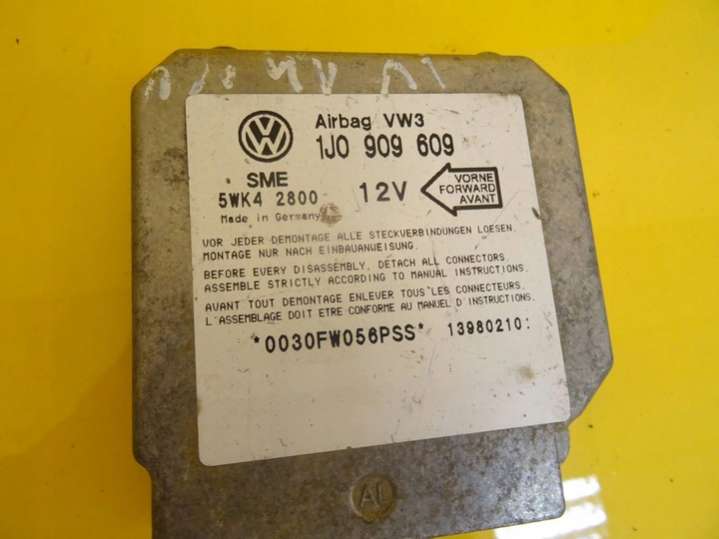 Airbag VW3
1J0 909 609
SME
5WK4 2800
12V
VORNE
FORWARD
AVANT
Made in Germany
VOR JEDER DEMONTAGE ALLE STECKVERBINDUNGEN LOESEN.
MONTAGE NUR NACH EINBAUANWEISUNG.
BEFORE EVERY DISASSEMBLY, DETACH ALL CONNECTORS.
ASSEMBLE STRICTLY ACCORDING TO MANUAL INSTRUCTIONS.
AVANT TOUT DEMONTAGE ENLEVER TOUS LES CONNECTEURS.
L'ASSEMBLAGE DOIT ETRE CONFORME AU MANUEL D'INSTRUCTIONS.
*0030FW056PSS* 13980210:
AL